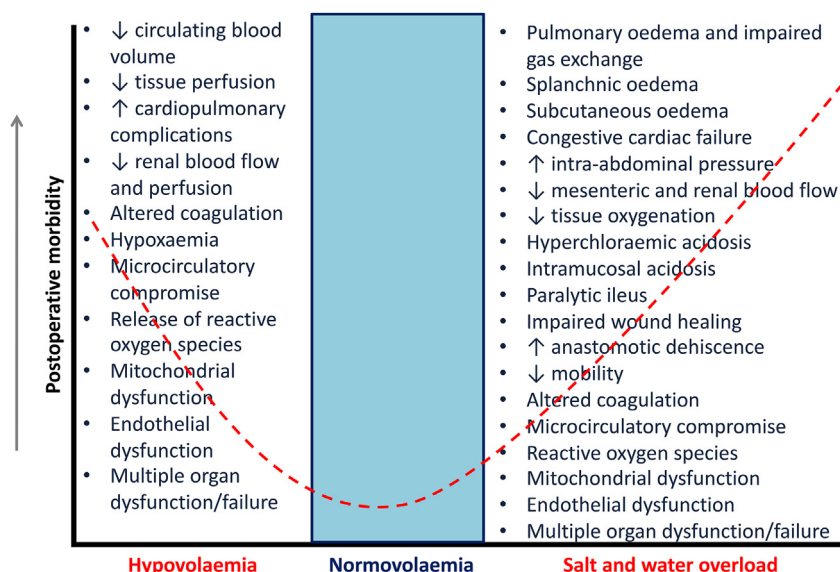 Postoperative morbidity
• ↓ circulating blood
volume
• ↓ tissue perfusion
• ↑ cardiopulmonary
complications
• ↓ renal blood flow
and perfusion
• Altered coagulation
• Hypoxaemia
• Microcirculatory
compromise
• Release of reactive
oxygen species
• Mitochondrial
dysfunction
• Endothelial
dysfunction
• Multiple organ
dysfunction/failure
• Pulmonary oedema and impaired
gas exchange
• Splanchnic oedema
• Subcutaneous oedema
• Congestive cardiac failure
• ↑ intra-abdominal pressure
• ↓ mesenteric and renal blood flow
• ↓ tissue oxygenation
• Hyperchloraemic acidosis
• Intramucosal acidosis
• Paralytic ileus
• Impaired wound healing
• ↑ anastomotic dehiscence
• ↓ mobility
• Altered coagulation
• Microcirculatory compromise
• Reactive oxygen species
• Mitochondrial dysfunction
• Endothelial dysfunction
• Multiple organ dysfunction/failure
Hypovolaemia
Normovolaemia
Salt and water overload